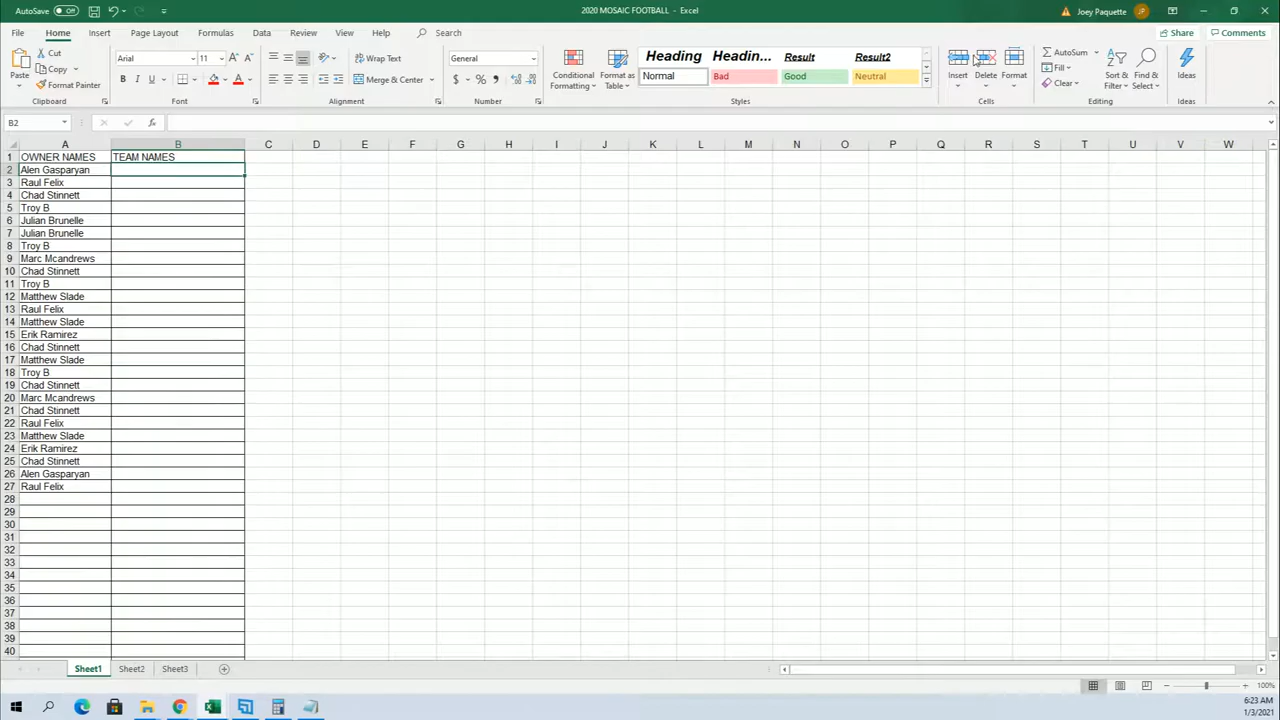 AutoSave Off
2020 MOSAIC FOOTBALL - Excel
Joey Paquette JP
File Home Insert Page Layout Formulas Data Review View Help Search
Share Comments
Paste
Cut
Copy
Format Painter
Clipboard
Arial 11
B I U
Font
Wrap Text
Merge & Center
Alignment
General
$ % ,
Number
Conditional Formatting
Format as Table
Heading Headin... Result Result2
Normal Bad Good Neutral
Styles
Insert Delete Format
Cells
AutoSum
Fill
Clear
Sort & Filter
Find & Select
Editing
Ideas
Ideas
B2 fx
A B C D E F G H I J K L M N O P Q R S T U V W
1 OWNER NAMES TEAM NAMES
2 Alen Gasparyan
3 Raul Felix
4 Chad Stinnett
5 Troy B
6 Julian Brunelle
7 Julian Brunelle
8 Troy B
9 Marc Mcandrews
10 Chad Stinnett
11 Troy B
12 Matthew Slade
13 Raul Felix
14 Matthew Slade
15 Erik Ramirez
16 Chad Stinnett
17 Matthew Slade
18 Troy B
19 Chad Stinnett
20 Marc Mcandrews
21 Chad Stinnett
22 Raul Felix
23 Matthew Slade
24 Erik Ramirez
25 Chad Stinnett
26 Alen Gasparyan
27 Raul Felix
28
29
30
31
32
33
34
35
36
37
38
39
40
Sheet1 Sheet2 Sheet3
100%
6:23 AM
1/3/2021